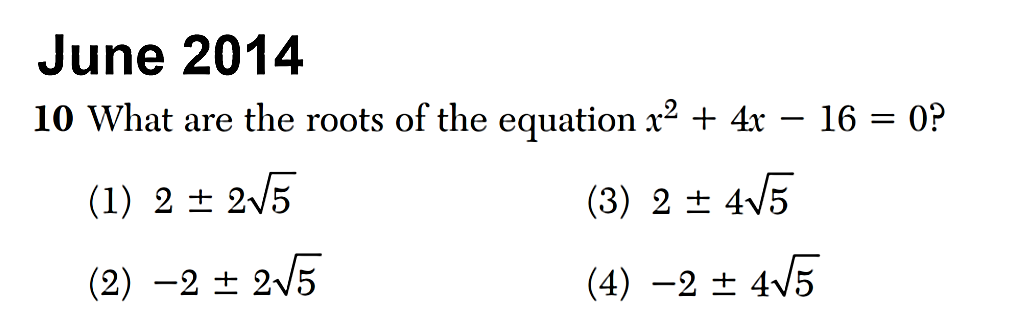 June 2014
10 What are the roots of the equation x² + 4x − 16 = 0?
(1) 2 ± 2√5 (3) 2 ± 4√5
(2) −2 ± 2√5 (4) −2 ± 4√5